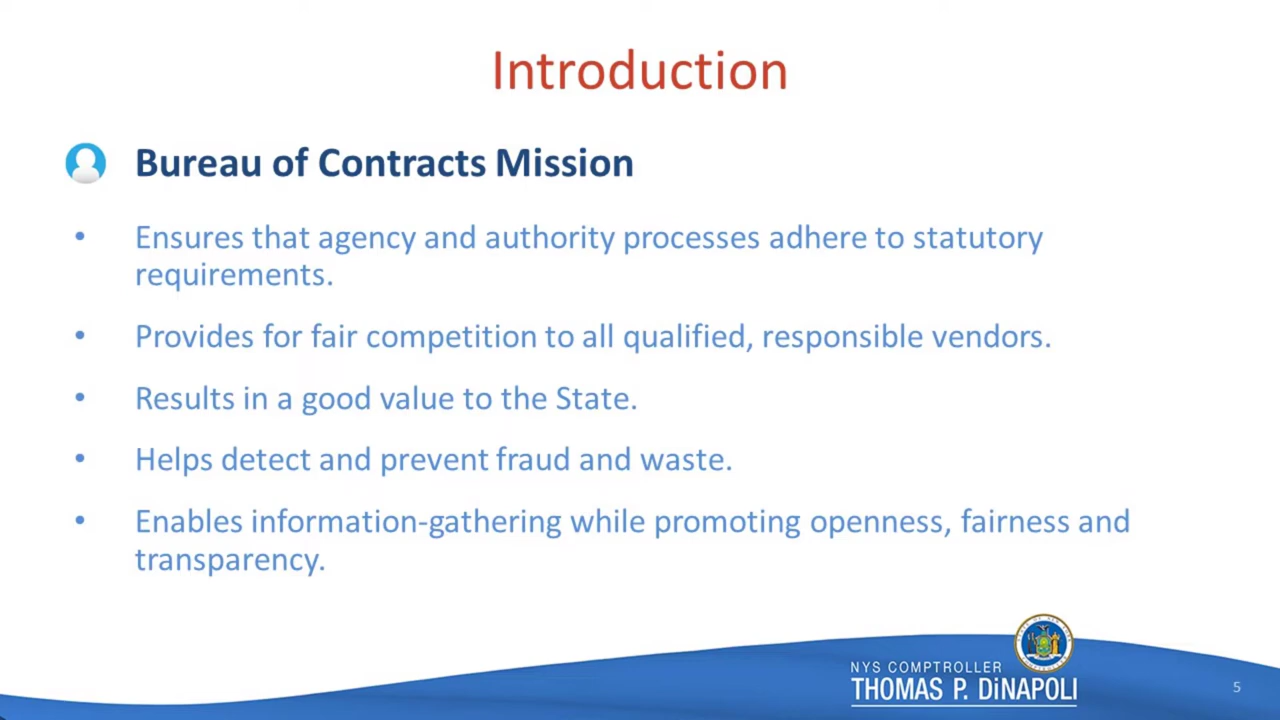 Introduction
Bureau of Contracts Mission
• Ensures that agency and authority processes adhere to statutory
requirements.
• Provides for fair competition to all qualified, responsible vendors.
• Results in a good value to the State.
• Helps detect and prevent fraud and waste.
• Enables information-gathering while promoting openness, fairness and
transparency.
NYS COMPTROLLER
THOMAS P. DiNAPOLI
5